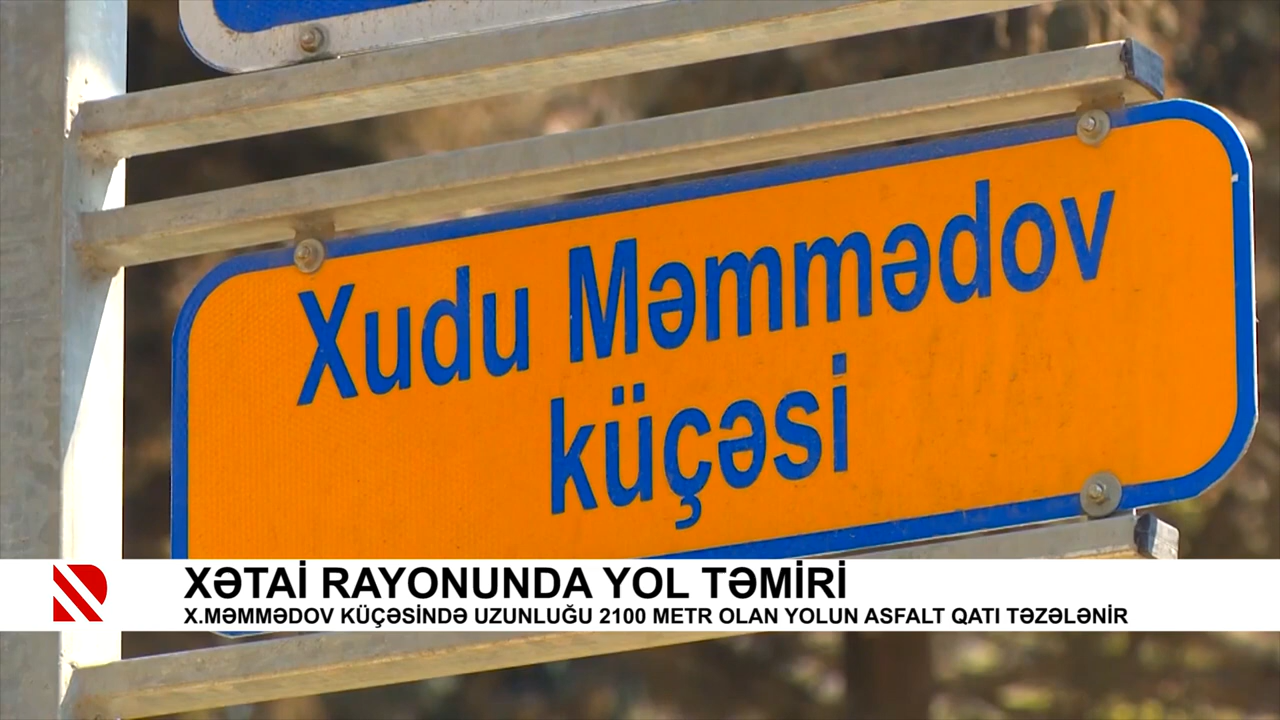 Xudu Məmmədov
küçəsi
XƏTAİ RAYONUNDA YOL TƏMİRİ
X.MƏMMƏDOV KÜÇƏSİNDƏ UZUNLUĞU 2100 METR OLAN YOLUN ASFALT QATI TƏZƏLƏNİR